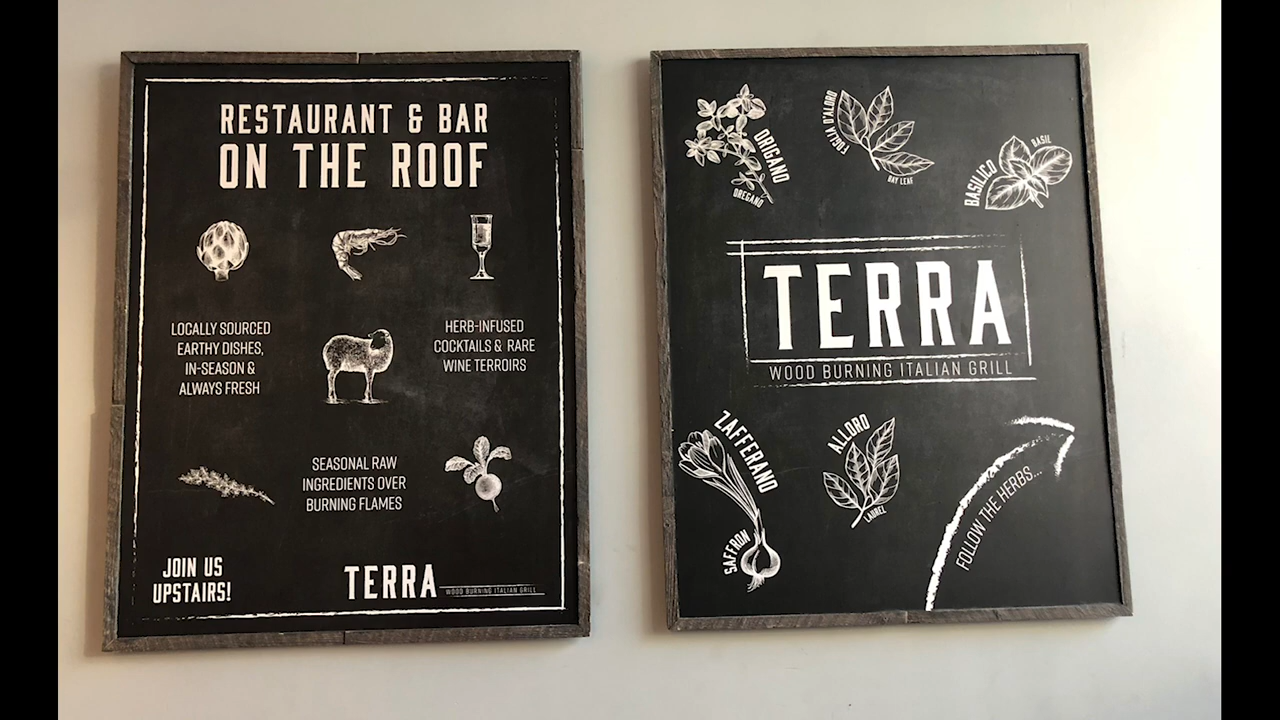 RESTAURANT & BAR
ON THE ROOF
LOCALLY SOURCED
EARTHY DISHES,
IN-SEASON &
ALWAYS FRESH
HERB-INFUSED
COCKTAILS & RARE
WINE TERROIRS
SEASONAL RAW
INGREDIENTS OVER
BURNING FLAMES
JOIN US
UPSTAIRS!
TERRA
WOOD BURNING ITALIAN GRILL
ORIGANO
OREGANO
FOGLIA D'ALORO
BAY LEAF
BASILICO
BASIL
TERRA
WOOD BURNING ITALIAN GRILL
ZAFFERANO
SAFFRON
ALLORO
LAUREL
FOLLOW THE HERBS...